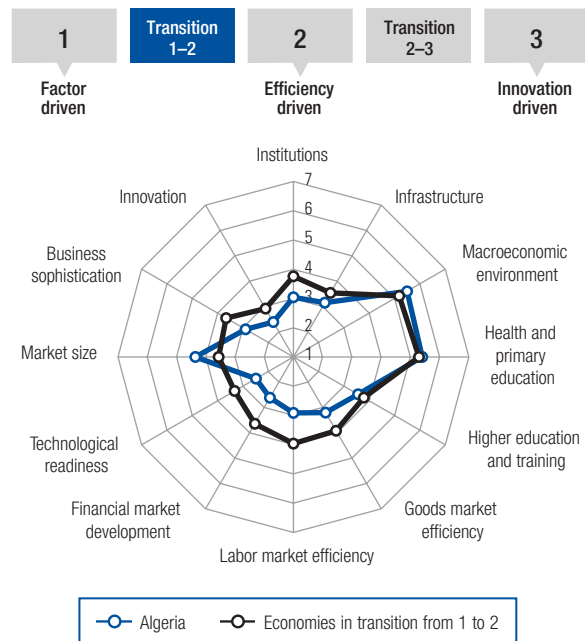 1
Transition
1–2
2
Transition
2–3
3
Factor
driven
Efficiency
driven
Innovation
driven
Institutions
Infrastructure
Macroeconomic
environment
Health and
primary
education
Higher education
and training
Goods market
efficiency
Labor market efficiency
Financial market
development
Technological
readiness
Market size
Business
sophistication
Innovation
7
6
5
4
3
2
1
Algeria
Economies in transition from 1 to 2